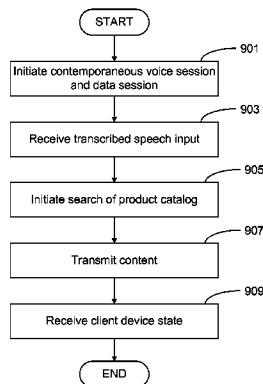 START
901
Initiate contemporaneous voice session
and data session
903
Receive transcribed speech input
905
Initiate search of product catalog
907
Transmit content
909
Receive client device state
END